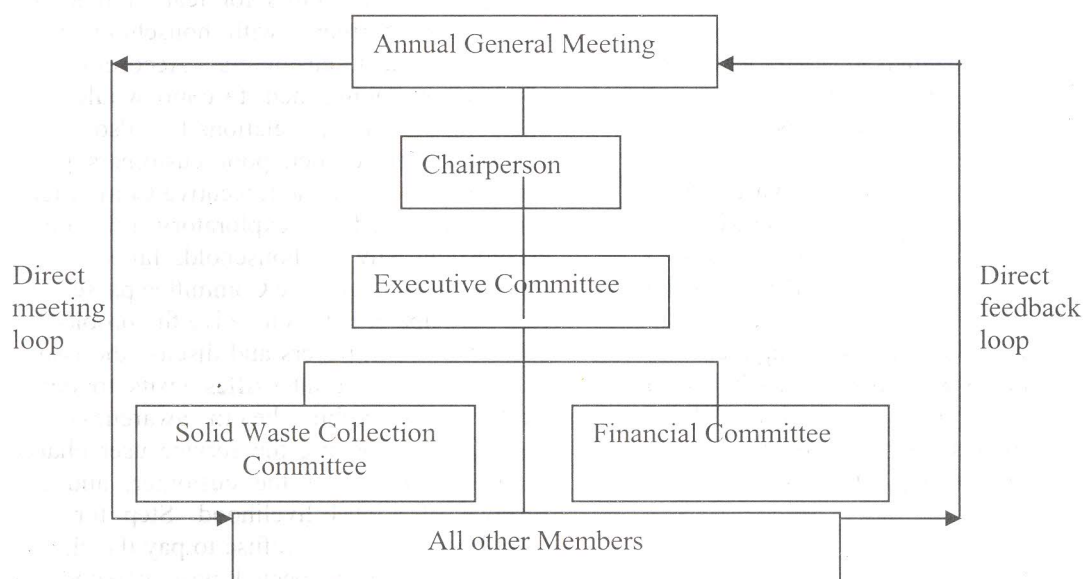 Annual General Meeting
Chairperson
Executive Committee
Direct
meeting
loop
Direct
feedback
loop
Solid Waste Collection
Committee
Financial Committee
All other Members